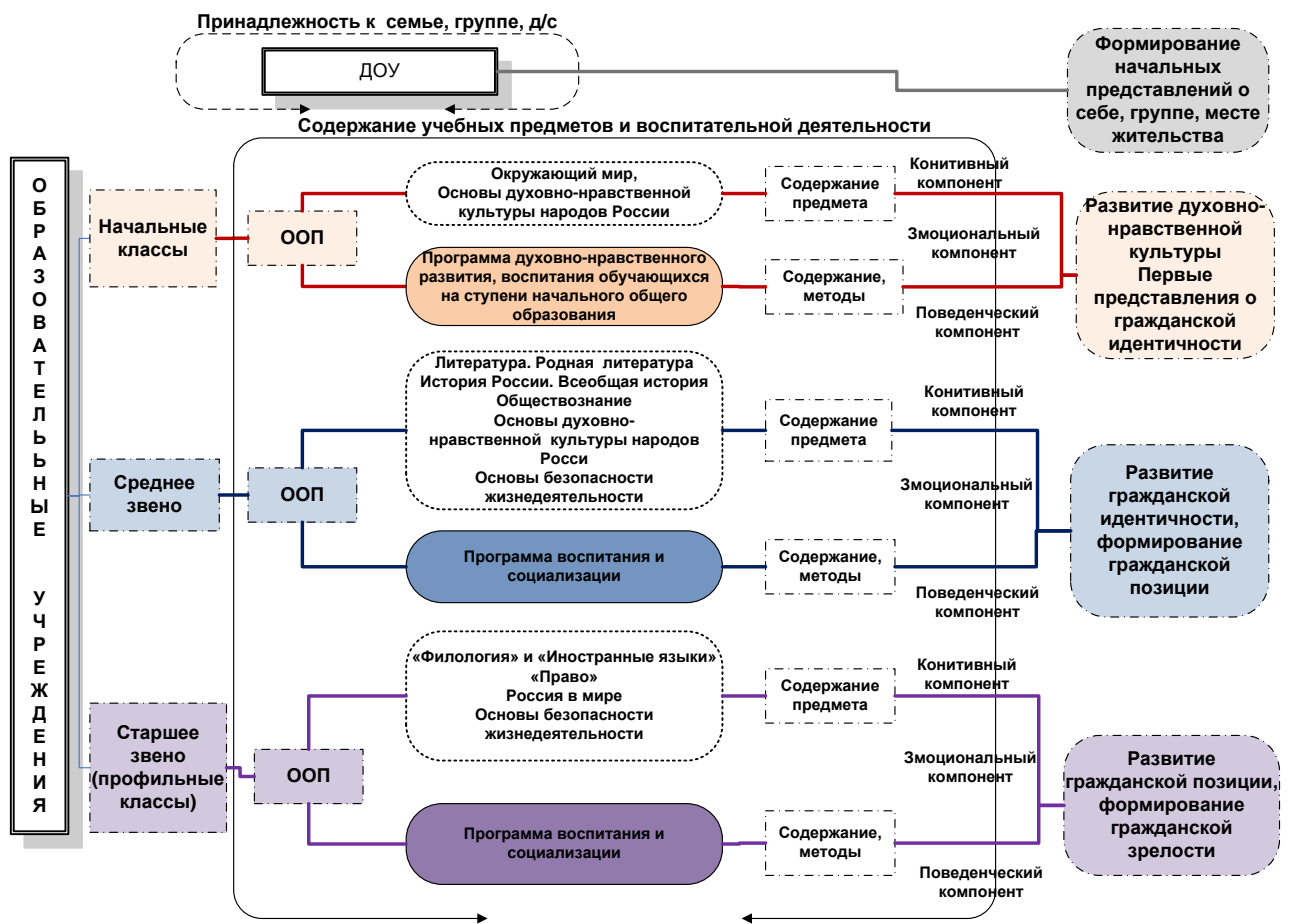 Принадлежность к семье, группе, д/с
ДОУ
Формирование
начальных
представлений о
себе, группе, месте
жительства
Содержание учебных предметов и воспитательной деятельности
ОБРАЗОВАТЕЛЬЬНЫЕ УЧРЕЖДЕНИЯ
Начальные
классы
ООП
Окружающий мир,
Основы духовно-нравственной
культуры народов России
Программа духовно-нравственного
развития, воспитания обучающихся
на ступени начального общего
образования
Содержание
предмета
Содержание,
методы
Конитивный
компонент
Змоциональный
компонент
Поведенческий
компонент
Развитие духовно-
нравственной
культуры
Первые
представления о
гражданской
идентичности
Среднее
звено
ООП
Литература. Родная литература
История России. Всеобщая история
Обществознание
Основы духовно-
нравственной культуры народов
Росси
Основы безопасности
жизнедеятельности
Программа воспитания и
социализации
Содержание
предмета
Содержание,
методы
Конитивный
компонент
Змоциональный
компонент
Поведенческий
компонент
Развитие
гражданской
идентичности,
формирование
гражданской
позиции
Старшее
звено
(профильные
классы)
ООП
«Филология» и «Иностранные языки»
«Право»
Россия в мире
Основы безопасности
жизнедеятельности
Программа воспитания и
социализации
Содержание
предмета
Содержание,
методы
Конитивный
компонент
Змоциональный
компонент
Поведенческий
компонент
Развитие
гражданской позиции,
формирование
гражданской
зрелости